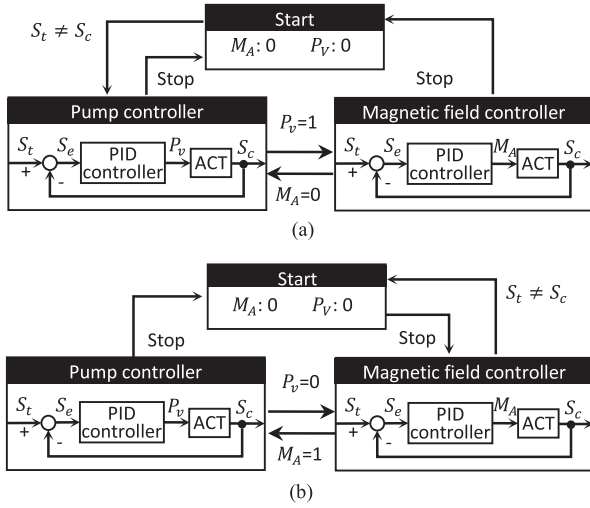 Start
M_A: 0 P_V: 0
S_t ≠ S_c
Stop
Stop
Pump controller
S_t
+
-
S_e
PID
controller
P_v
ACT
S_c
P_v=1
M_A=0
Magnetic field controller
S_t
+
-
S_e
PID
controller
M_A
ACT
S_c
(a)
Start
M_A: 0 P_V: 0
S_t ≠ S_c
Stop
Stop
Pump controller
S_t
+
-
S_e
PID
controller
P_v
ACT
S_c
P_v=0
M_A=1
Magnetic field controller
S_t
+
-
S_e
PID
controller
M_A
ACT
S_c
(b)